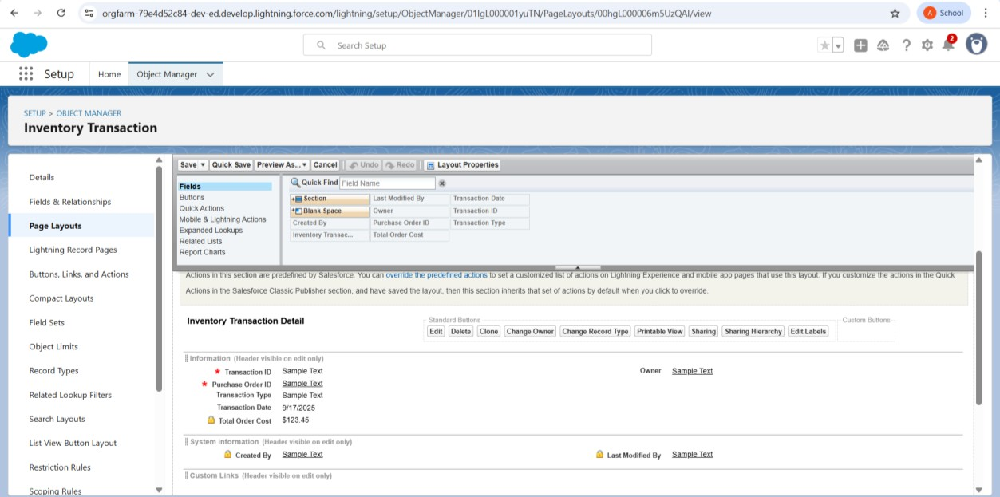 orgfarm-79e4d52c84-dev-ed.develop.lightning.force.com/lightning/setup/ObjectManager/01IgL000001yuTN/PageLayouts/00hgL000006m5UzQAI/view
A School
Search Setup
2
Setup Home Object Manager
SETUP > OBJECT MANAGER
Inventory Transaction
Details
Fields & Relationships
Page Layouts
Lightning Record Pages
Buttons, Links, and Actions
Compact Layouts
Field Sets
Object Limits
Record Types
Related Lookup Filters
Search Layouts
List View Button Layout
Restriction Rules
Scoping Rules
Save Quick Save Preview As... Cancel Undo Redo Layout Properties
Fields
Buttons
Quick Actions
Mobile & Lightning Actions
Expanded Lookups
Related Lists
Report Charts
Quick Find Field Name
Section Last Modified By Transaction Date
Blank Space Owner Transaction ID
Created By Purchase Order ID Transaction Type
Inventory Transac... Total Order Cost
Actions in this section are predefined by Salesforce. You can override the predefined actions to set a customized list of actions on Lightning Experience and mobile app pages that use this layout. If you customize the actions in the Quick
Actions in the Salesforce Classic Publisher section, and have saved the layout, then this section inherits that set of actions by default when you click to override.
Inventory Transaction Detail
Standard Buttons
Edit Delete Clone Change Owner Change Record Type Printable View Sharing Sharing Hierarchy Edit Labels
Custom Buttons
Information (Header visible on edit only)
* Transaction ID Sample Text Owner Sample Text
* Purchase Order ID Sample Text
Transaction Type Sample Text
Transaction Date 9/17/2025
Total Order Cost $123.45
System Information (Header visible on edit only)
Created By Sample Text Last Modified By Sample Text
Custom Links (Header visible on edit only)